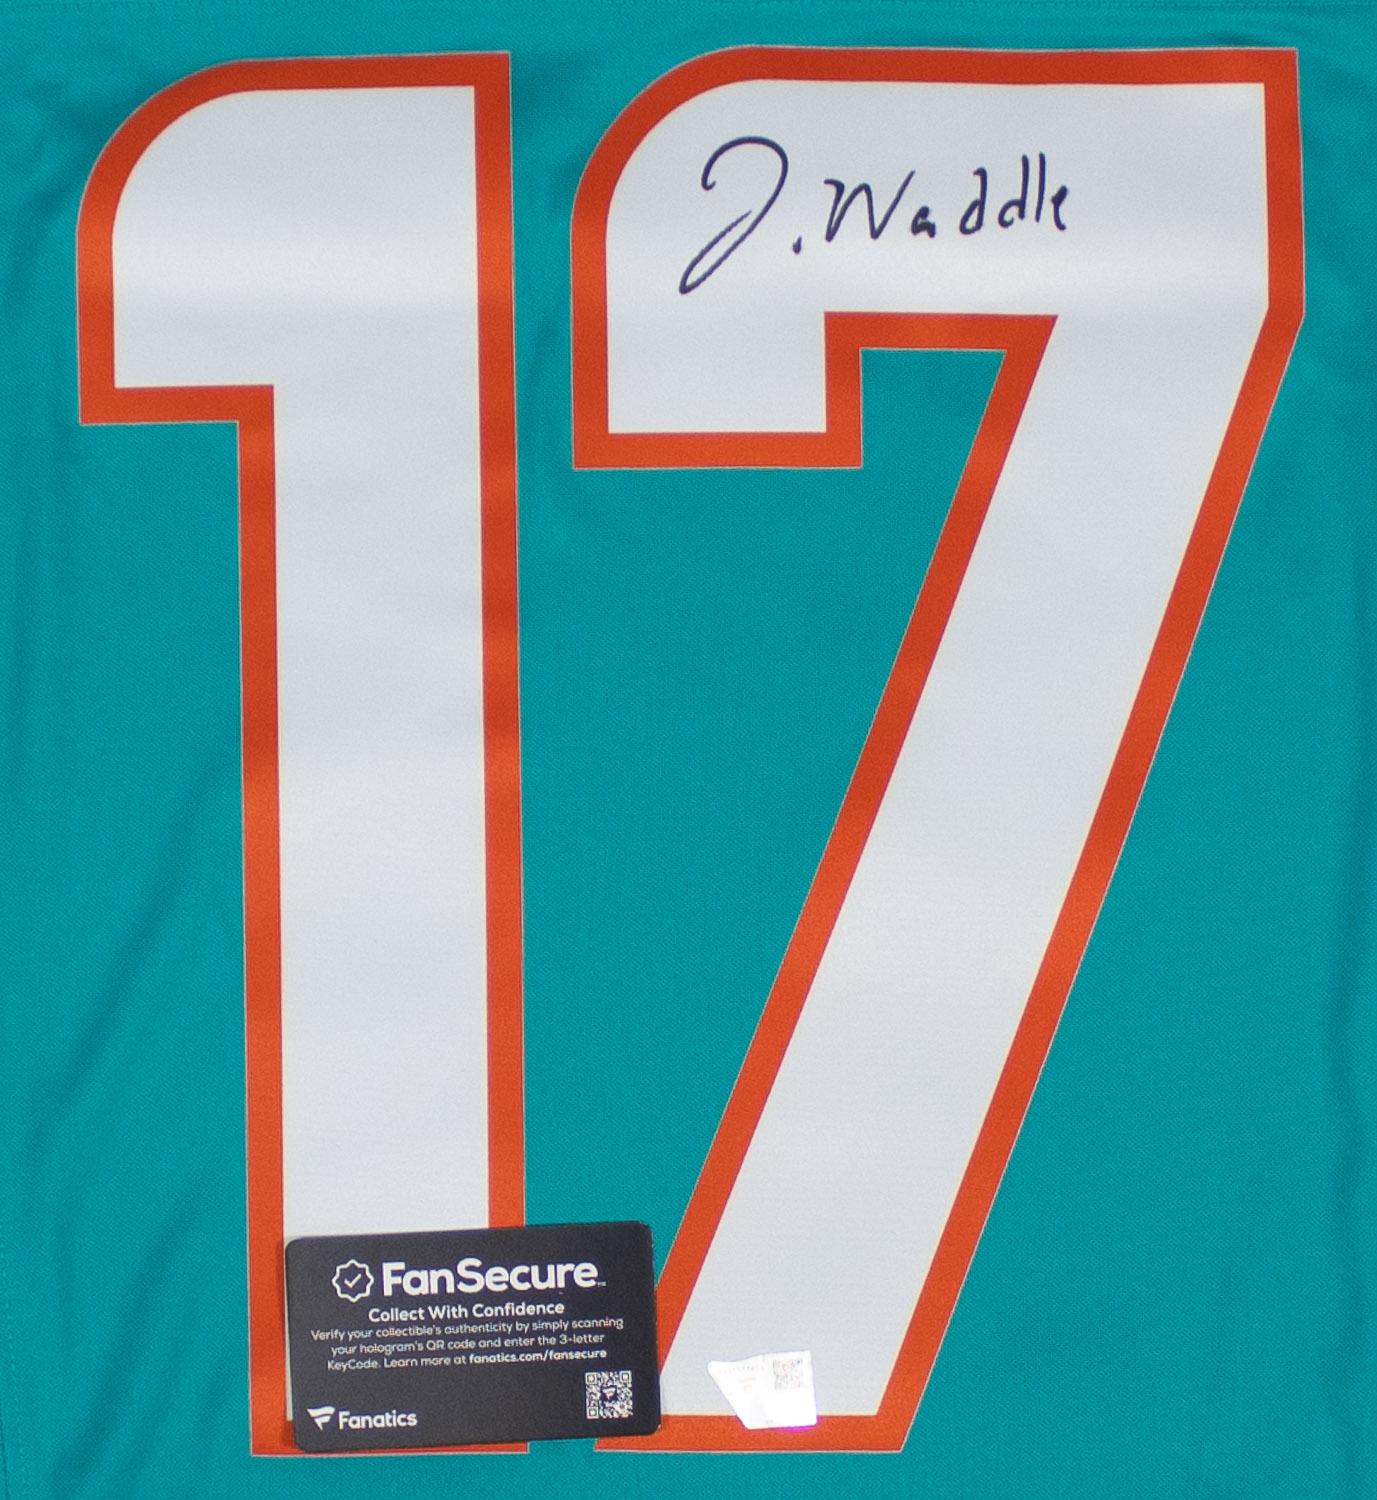 17
J. Waddle
FanSecure™
Collect With Confidence
Verify your collectible's authenticity by simply scanning
your hologram's QR code and enter the 3-letter
KeyCode. Learn more at fanatics.com/fansecure
Fanatics